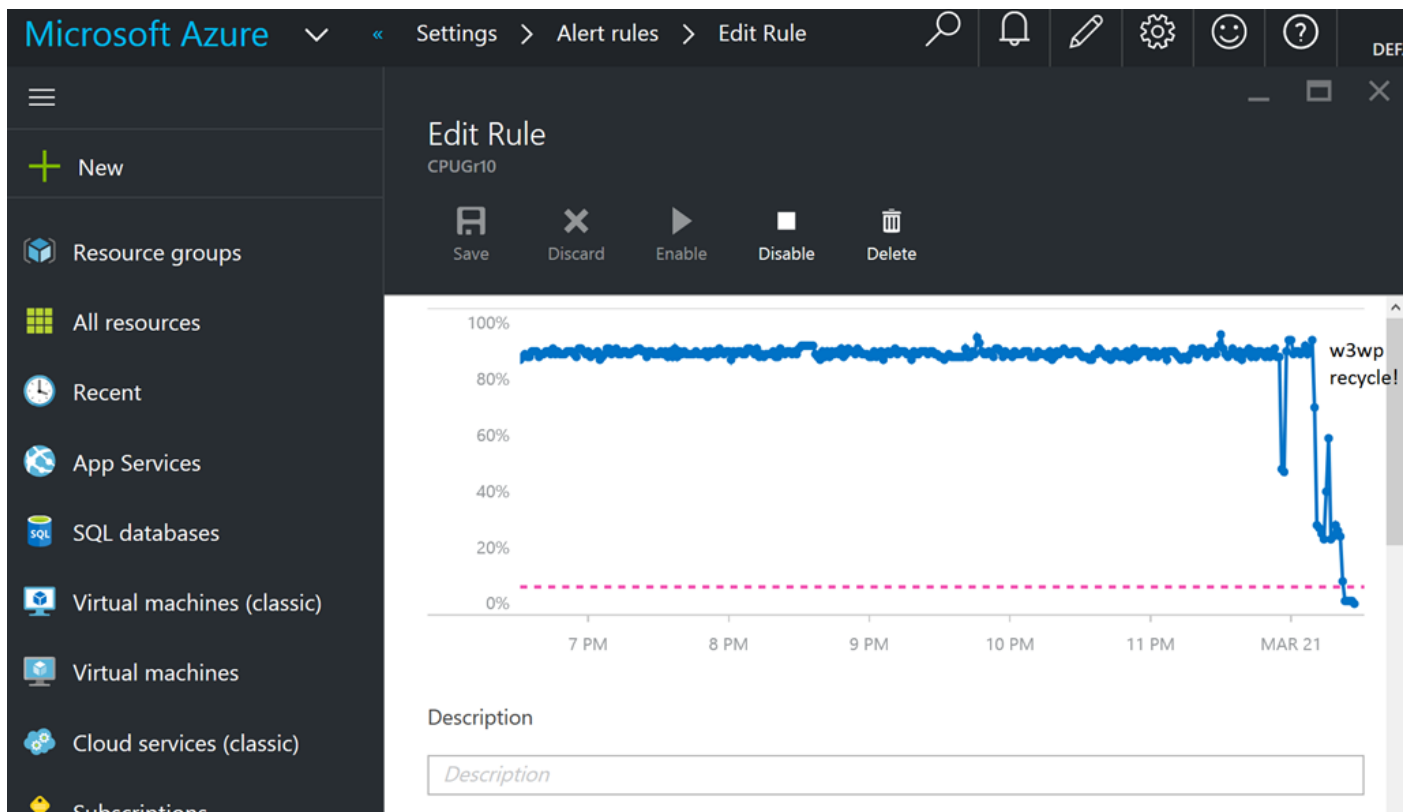 Microsoft Azure « Settings > Alert rules > Edit Rule
Edit Rule
CPUGr10
New
Save Discard Enable Disable Delete
Resource groups
All resources
Recent
App Services
SQL databases
Virtual machines (classic)
Virtual machines
Cloud services (classic)
100%
80%
60%
40%
20%
0%
w3wp
recycle!
7 PM 8 PM 9 PM 10 PM 11 PM MAR 21
Description
Description